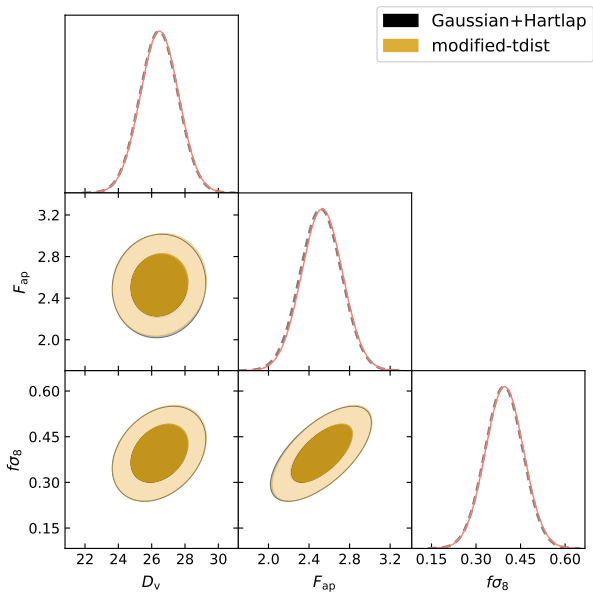 Gaussian+Hartlap
modified-tdist
3.2
2.8
2.4
2.0
F_ap
0.60
0.45
0.30
0.15
fσ_8
22 24 26 28 30
2.0 2.4 2.8 3.2
0.15 0.30 0.45 0.60
D_v
F_ap
fσ_8